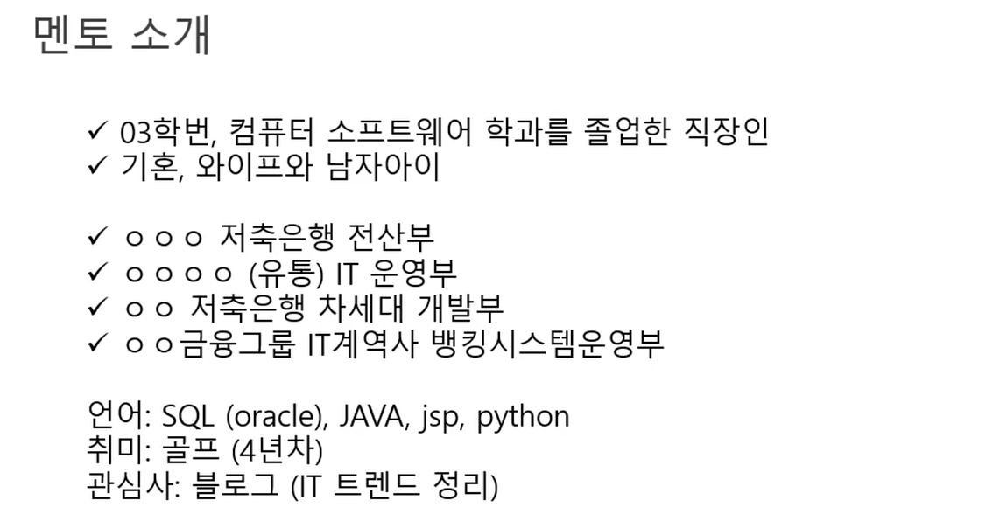 멘토 소개
✓ 03학번, 컴퓨터 소프트웨어 학과를 졸업한 직장인
✓ 기혼, 와이프와 남자아이
✓ ㅇㅇㅇ 저축은행 전산부
✓ ㅇㅇㅇㅇ (유통) IT 운영부
✓ ㅇㅇ 저축은행 차세대 개발부
✓ ㅇㅇ금융그룹 IT계역사 뱅킹시스템운영부
언어: SQL (oracle), JAVA, jsp, python
취미: 골프 (4년차)
관심사: 블로그 (IT 트렌드 정리)